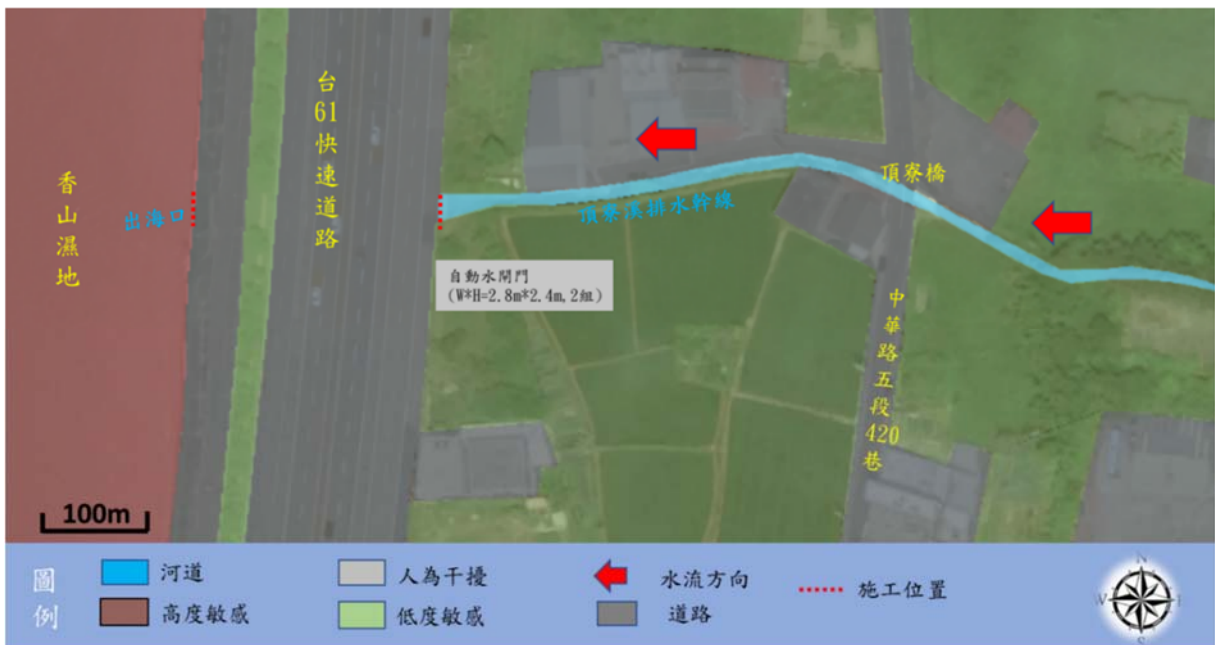 香山濕地
出海口
台61快速道路
頂寮溪排水幹線
頂寮橋
自動水閘門
(W*H=2.8m*2.4m, 2組)
中華路五段420巷
100m
圖例
河道
人為干擾
水流方向
施工位置
高度敏感
低度敏感
道路
N
W
E
S